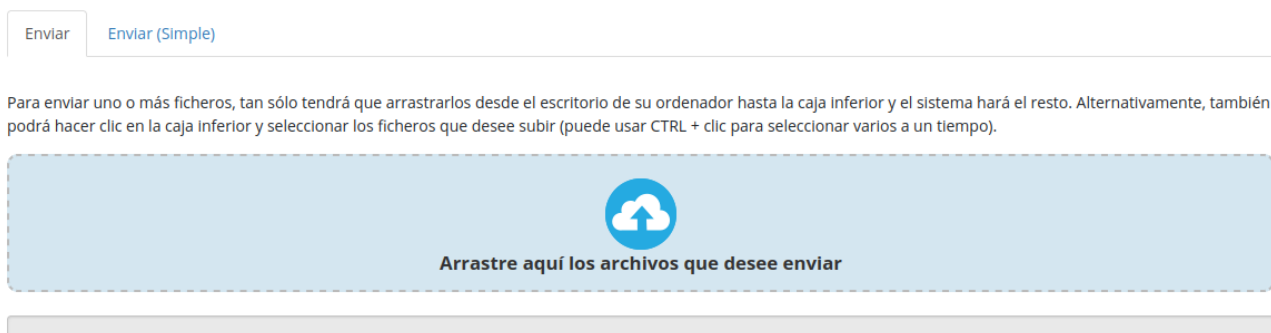 Enviar
Enviar (Simple)
Para enviar uno o más ficheros, tan sólo tendrá que arrastrarlos desde el escritorio de su ordenador hasta la caja inferior y el sistema hará el resto. Alternativamente, también
podrá hacer clic en la caja inferior y seleccionar los ficheros que desee subir (puede usar CTRL + clic para seleccionar varios a un tiempo).
Arrastre aquí los archivos que desee enviar